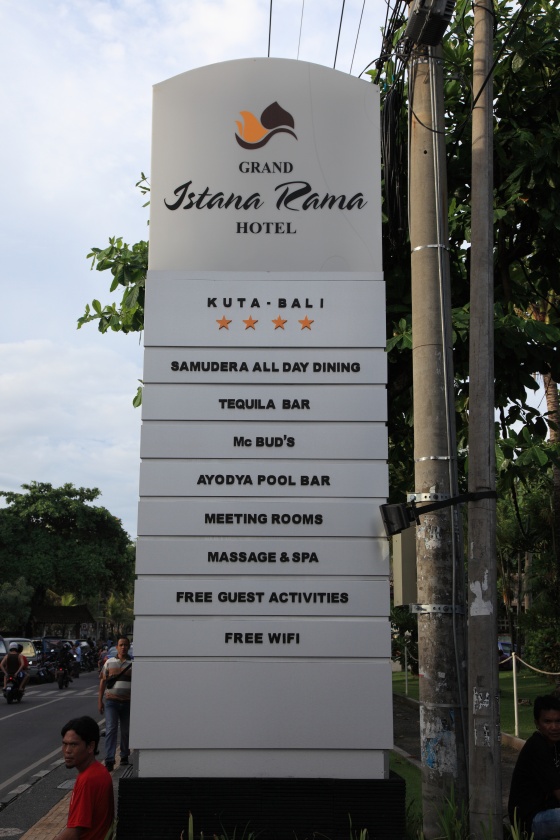 GRAND
Istana Rama
HOTEL
KUTA · BALI
SAMUDERA ALL DAY DINING
TEQUILA BAR
Mc BUD'S
AYODYA POOL BAR
MEETING ROOMS
MASSAGE & SPA
FREE GUEST ACTIVITIES
FREE WIFI